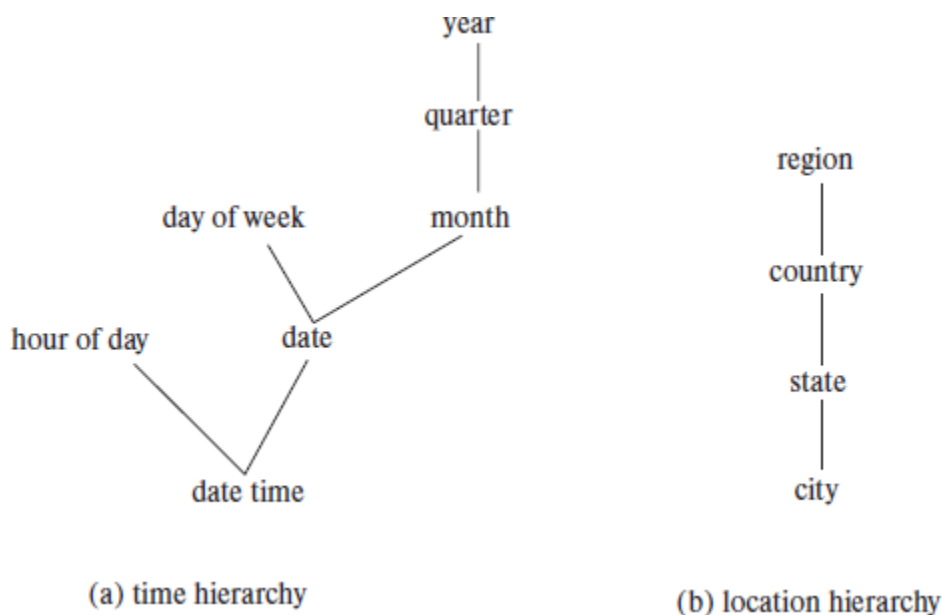 year
quarter
region
day of week
month
country
hour of day
date
state
date time
city
(a) time hierarchy
(b) location hierarchy